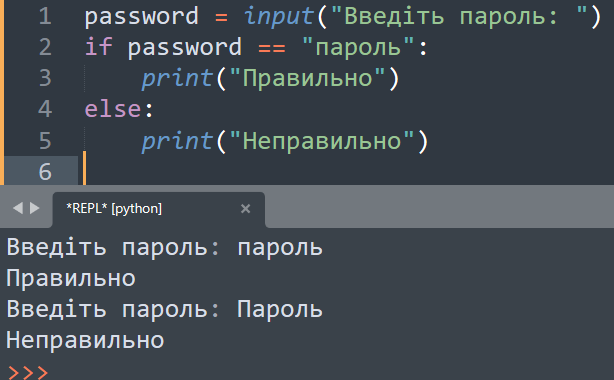 1 password = input("Введіть пароль: ")
2 if password == "пароль":
3     print("Правильно")
4 else:
5     print("Неправильно")
6
*REPL* [python] ×
Введіть пароль: пароль
Правильно
Введіть пароль: Пароль
Неправильно
>>>